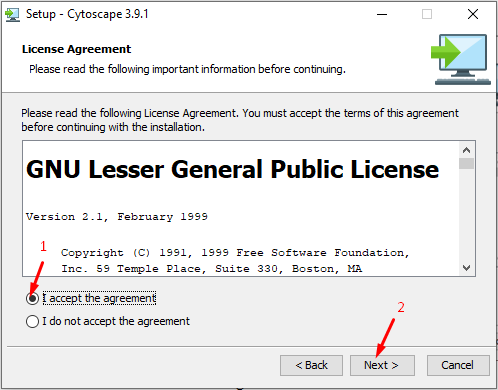 Setup - Cytoscape 3.9.1
License Agreement
Please read the following important information before continuing.
Please read the following License Agreement. You must accept the terms of this agreement
before continuing with the installation.
GNU Lesser General Public License
Version 2.1, February 1999
Copyright (C) 1991, 1999 Free Software Foundation,
Inc. 59 Temple Place, Suite 330, Boston, MA
1
I accept the agreement
I do not accept the agreement
2
< Back Next > Cancel